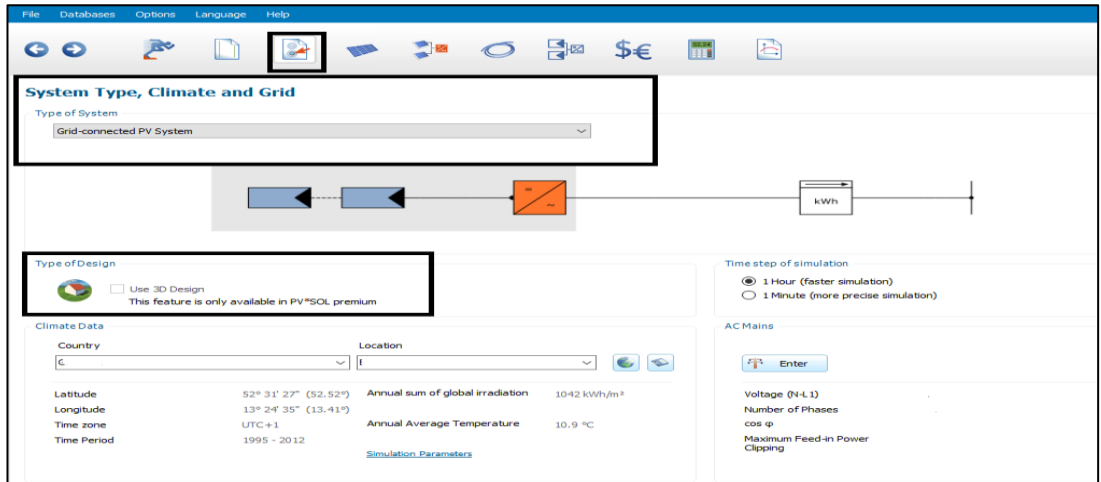 File Databases Options Language Help
$€
System Type, Climate and Grid
Type of System
Grid-connected PV System
=
~
kWh
Type of Design
Use 3D Design
This feature is only available in PV*SOL premium
Time step of simulation
1 Hour (faster simulation)
1 Minute (more precise simulation)
Climate Data
Country Location
Latitude 52° 31' 27" (52.52°) Annual sum of global irradiation 1042 kWh/m²
Longitude 13° 24' 35" (13.41°)
Time zone UTC+1 Annual Average Temperature 10.9 °C
Time Period 1995 - 2012
Simulation Parameters
AC Mains
Enter
Voltage (N-L1)
Number of Phases
cos φ
Maximum Feed-in Power
Clipping